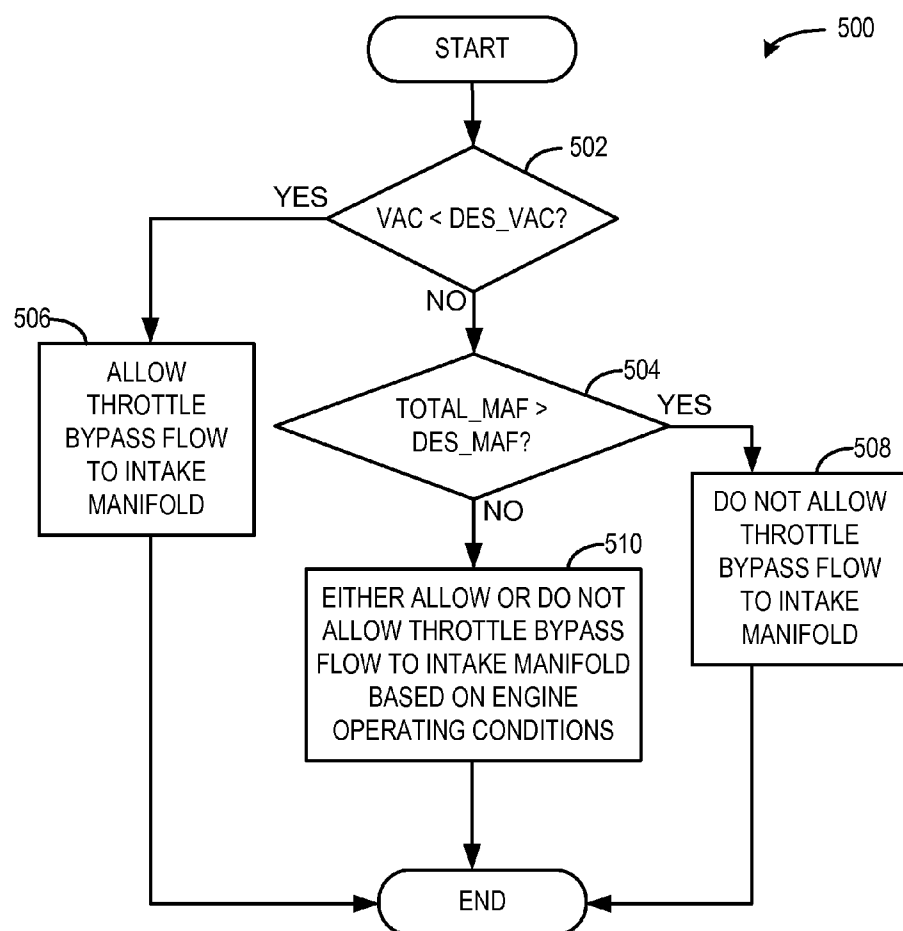 START
500
502
YES
VAC < DES_VAC?
NO
506
ALLOW
THROTTLE
BYPASS FLOW
TO INTAKE
MANIFOLD
504
TOTAL_MAF >
DES_MAF?
YES
NO
508
DO NOT ALLOW
THROTTLE
BYPASS FLOW
TO INTAKE
MANIFOLD
510
EITHER ALLOW OR DO NOT
ALLOW THROTTLE BYPASS
FLOW TO INTAKE MANIFOLD
BASED ON ENGINE
OPERATING CONDITIONS
END